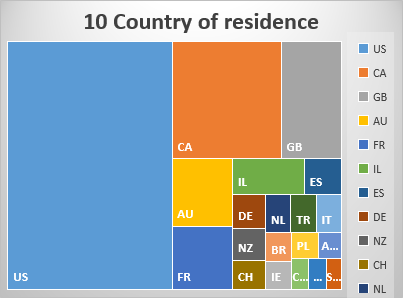 10 Country of residence
US
CA
GB
AU
FR
IL
ES
DE
NL
TR
IT
NZ
BR
PL
A...
CH
IE
C...
...
S...
US
CA
GB
AU
FR
IL
ES
DE
NZ
CH
NL